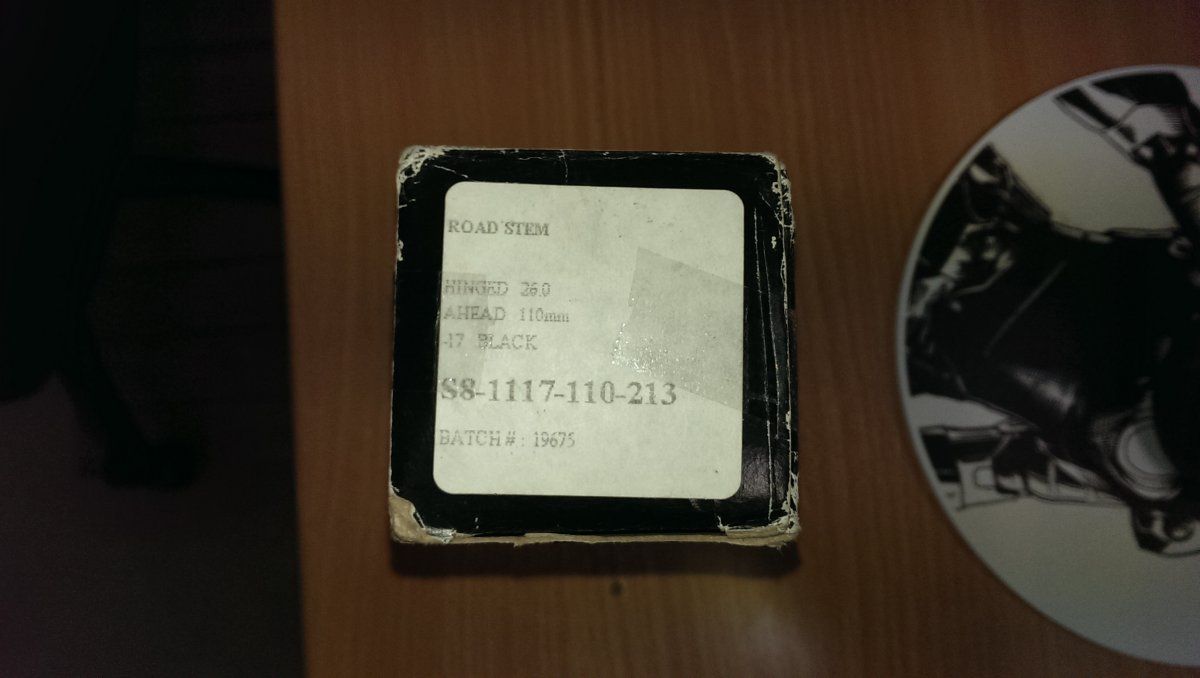 ROAD STEM
HINGED 26.0
AHEAD 110mm
-17 BLACK
S8-1117-110-213
BATCH # : 19675